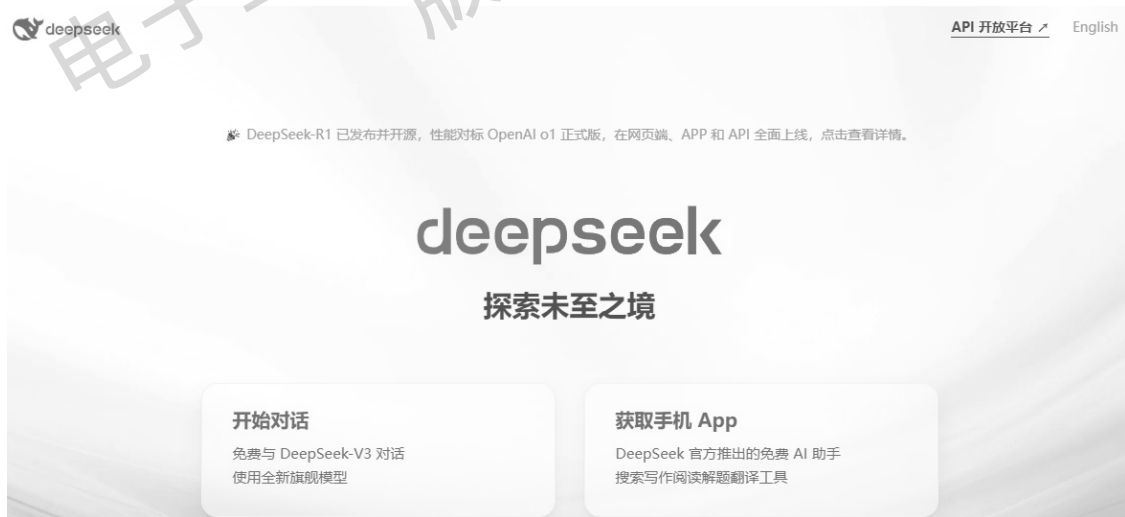 deepseek
API 开放平台 ↗ English
DeepSeek-R1 已发布并开源，性能对标 OpenAI o1 正式版，在网页端、APP 和 API 全面上线，点击查看详情。
deepseek
探索未至之境
开始对话
免费与 DeepSeek-V3 对话
使用全新旗舰模型
获取手机 App
DeepSeek 官方推出的免费 AI 助手
搜索写作阅读解题翻译工具
电子
版